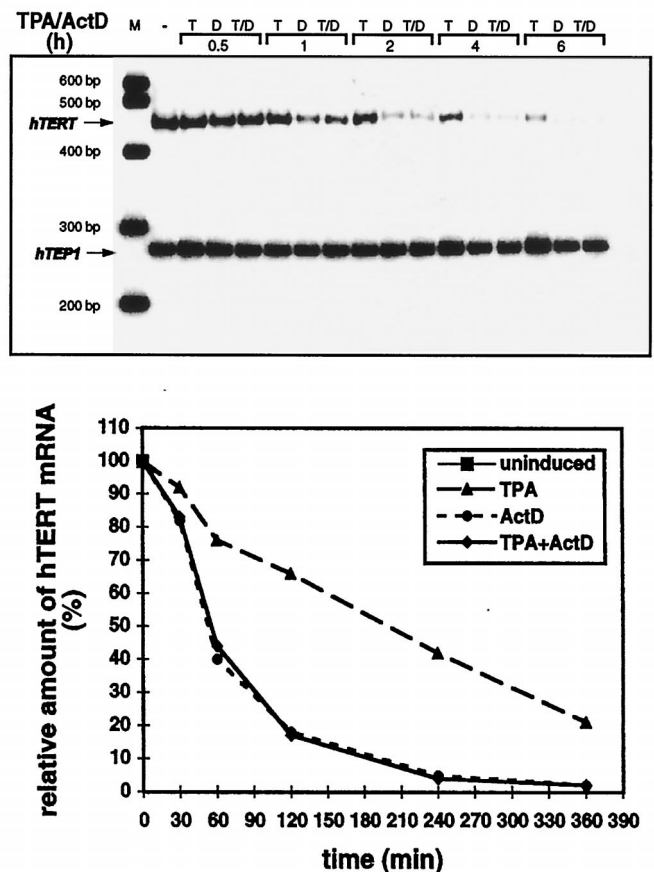 TPA/ActD M - T D T/D T D T/D T D T/D T D T/D T D T/D
(h) 0.5 1 2 4 6
600 bp
500 bp
hTERT
400 bp
300 bp
hTEP1
200 bp
relative amount of hTERT mRNA
(%)
110
100
90
80
70
60
50
40
30
20
10
0
uninduced
TPA
ActD
TPA+ActD
0 30 60 90 120 150 180 210 240 270 300 330 360 390
time (min)